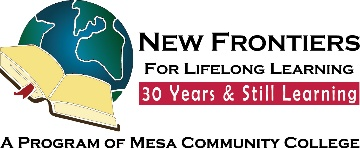 New Frontiers
For Lifelong Learning
30 Years & Still Learning
A Program of Mesa Community College